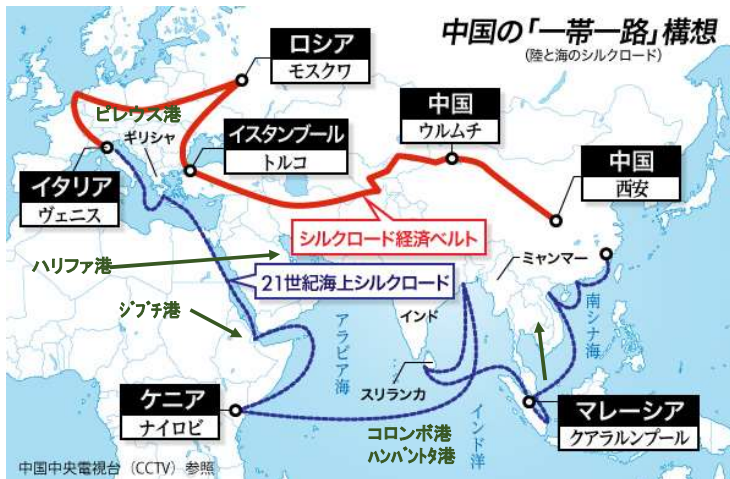 中国の「一帯一路」構想
(陸と海のシルクロード)
ロシア
モスクワ
ピレウス港
ギリシャ
イスタンブール
トルコ
中国
ウルムチ
中国
西安
イタリア
ヴェニス
シルクロード経済ベルト
ハリファ港
21世紀海上シルクロード
ミャンマー
ジブチ港
インド
アラビア海
南シナ海
スリランカ
ケニア
ナイロビ
コロンボ港
ハンバントタ港
インド洋
マレーシア
クアラルンプール
中国中央電視台（CCTV）参照